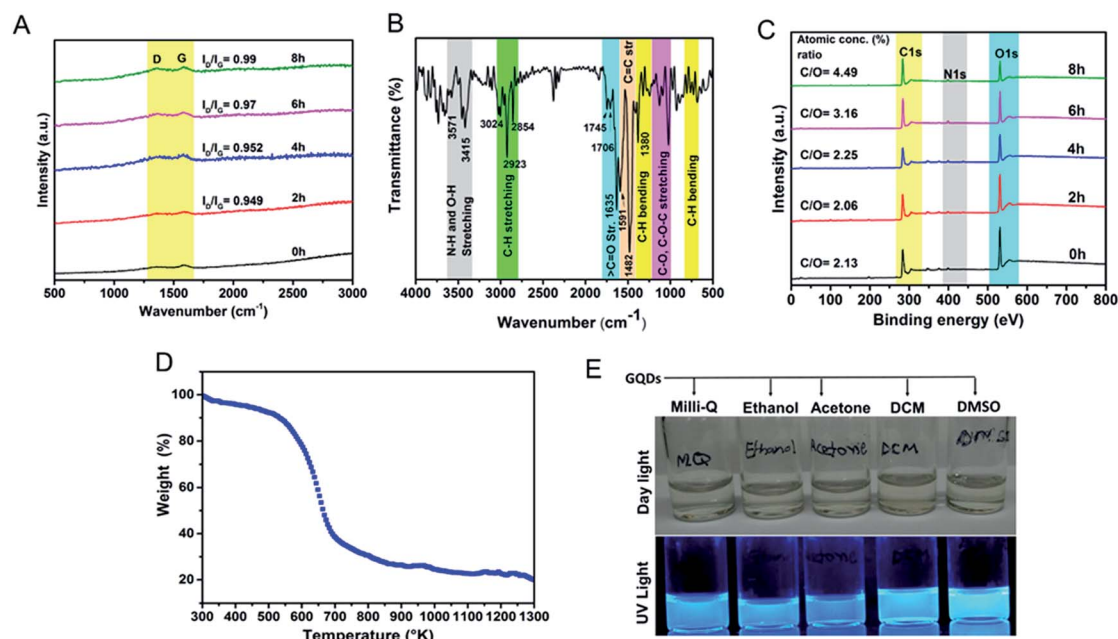 A
Intensity (a.u.)
D G
I_D/I_G= 0.99 8h
I_D/I_G= 0.97 6h
I_D/I_G= 0.952 4h
I_D/I_G= 0.949 2h
0h
500 1000 1500 2000 2500 3000
Wavenumber (cm⁻¹)
B
Transmittance (%)
3571
3415
N-H and O-H
Stretching
3024
2854
2923
C-H stretching
1745
1706
>C=O Str. 1635
C=C str
1591
1482
1380
C-H bending
C-O, C-O-C stretching
C-H bending
4000 3500 3000 2500 2000 1500 1000 500
Wavenumber (cm⁻¹)
C
Intensity (a.u.)
Atomic conc. (%)
ratio
C1s
N1s
O1s
C/O= 4.49 8h
C/O= 3.16 6h
C/O= 2.25 4h
C/O= 2.06 2h
C/O= 2.13 0h
0 100 200 300 400 500 600 700 800
Binding energy (eV)
D
Weight (%)
100
80
60
40
20
300 400 500 600 700 800 900 1000 1100 1200 1300
Temperature (°K)
E
GQDs
Milli-Q Ethanol Acetone DCM DMSO
Day light
MQ Ethanol Acetone DCM
UV Light